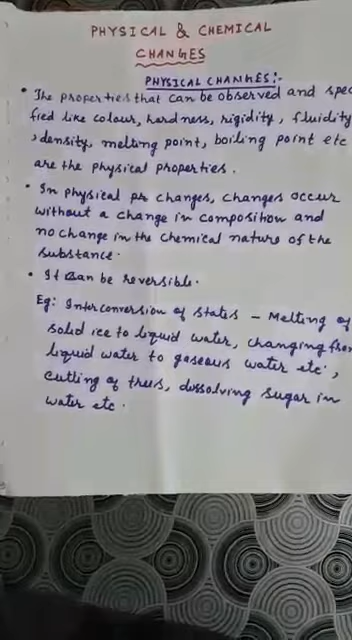 PHYSICAL & CHEMICAL
CHANGES
PHYSICAL CHANGES:-
• The properties that can be observed and spec
fied like colour, hardness, rigidity, fluidity
, density, melting point, boiling point etc
are the physical properties.
• In physical changes, changes occur
without a change in composition and
no change in the chemical nature of the
substance.
• It can be reversible.
Eg: Interconversion of states - Melting of
solid ice to liquid water, changing from
liquid water to gaseous water etc,
Cutting of trees, dissolving sugar in
water etc.